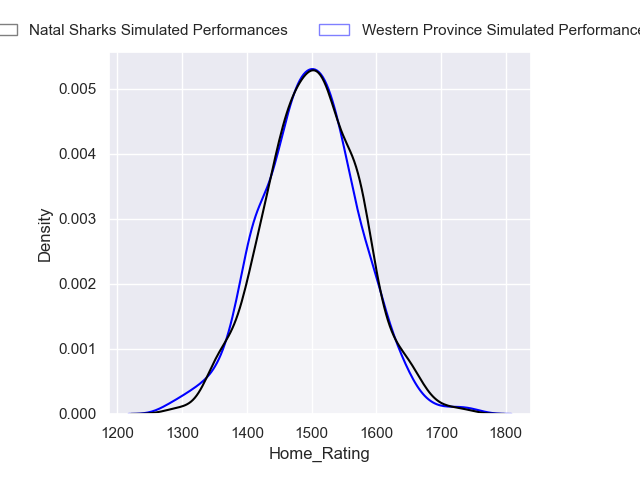 Natal Sharks Simulated Performances Western Province Simulated Performance
0.005
0.004
0.003
0.002
0.001
0.000
Density
1200 1300 1400 1500 1600 1700 1800
Home_Rating